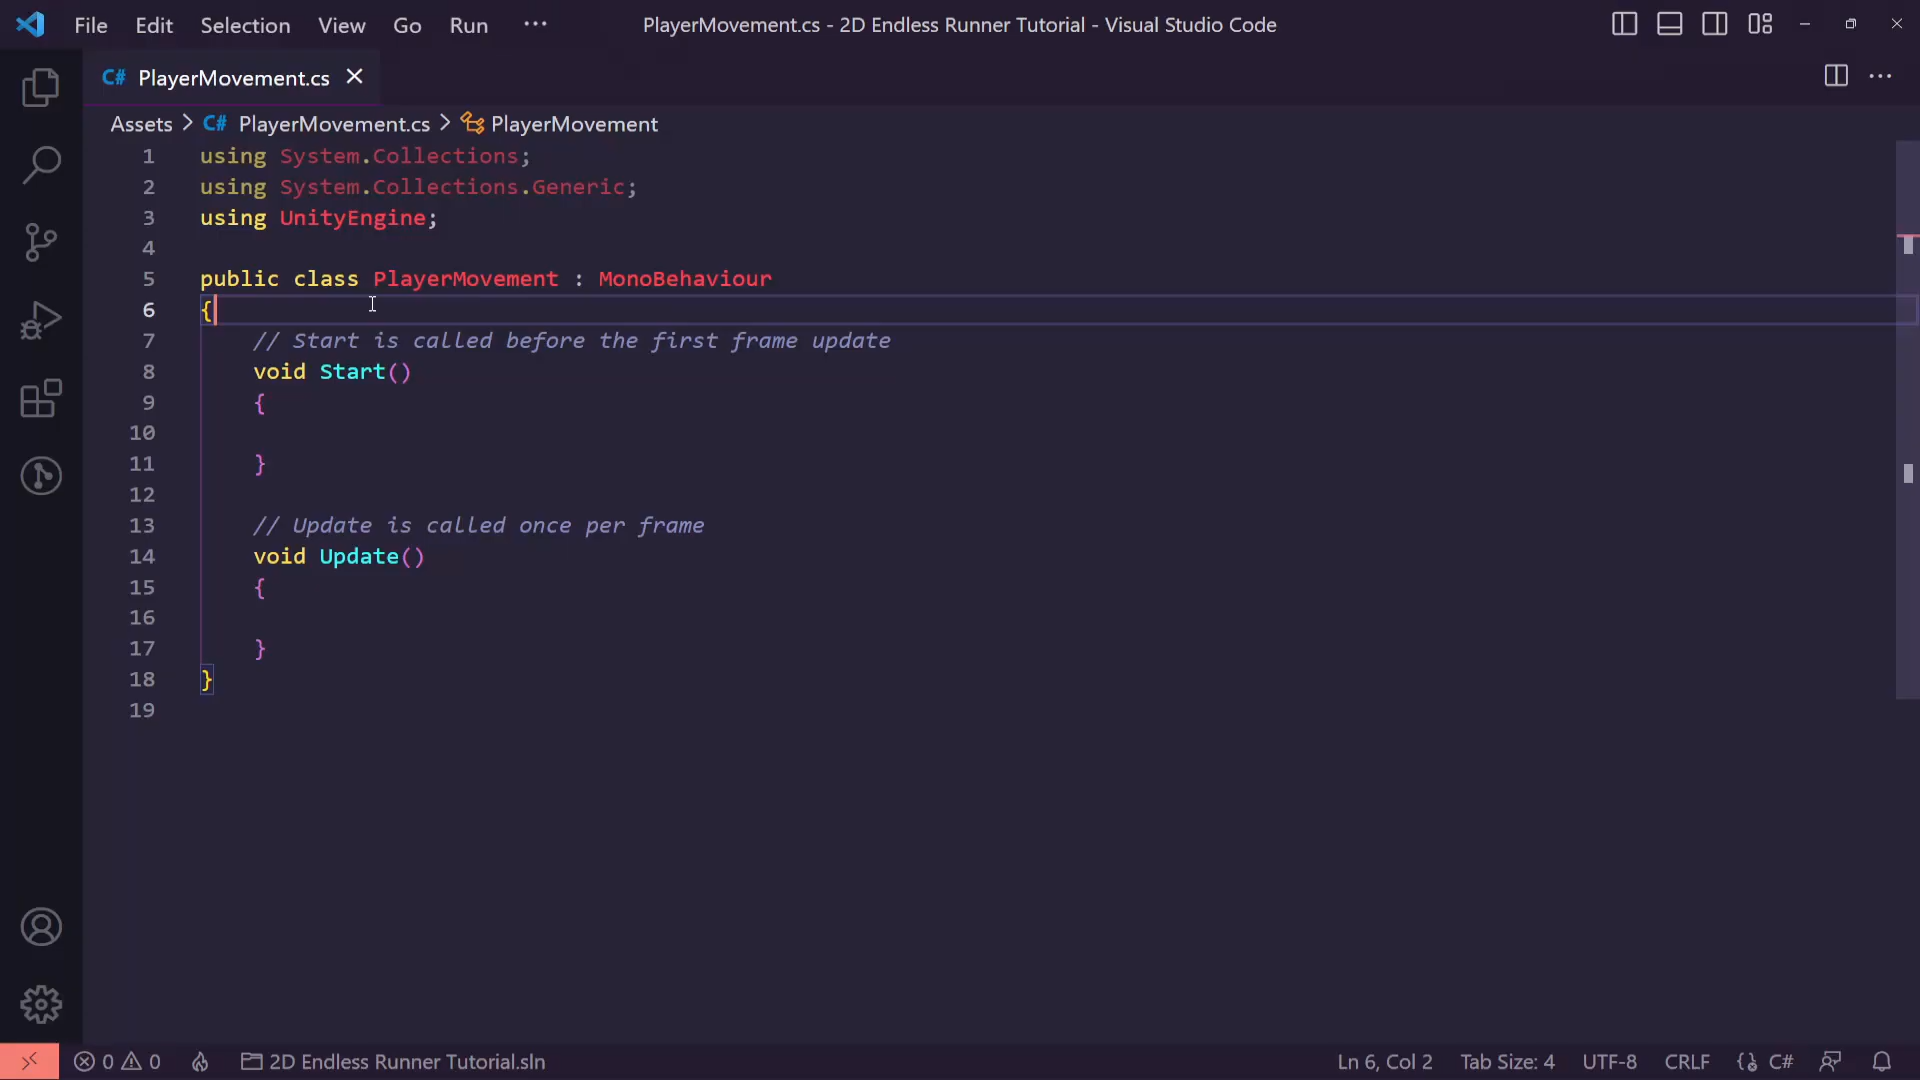 File Edit Selection View Go Run ··· PlayerMovement.cs - 2D Endless Runner Tutorial - Visual Studio Code
C# PlayerMovement.cs
Assets > C# PlayerMovement.cs > PlayerMovement
1 using System.Collections;
2 using System.Collections.Generic;
3 using UnityEngine;
4
5 public class PlayerMovement : MonoBehaviour
6 {
7 // Start is called before the first frame update
8 void Start()
9 {
10
11 }
12
13 // Update is called once per frame
14 void Update()
15 {
16
17 }
18 }
19
0 0 2D Endless Runner Tutorial.sln Ln 6, Col 2 Tab Size: 4 UTF-8 CRLF C#